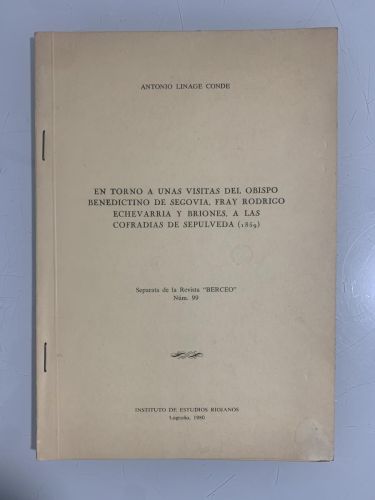 ANTONIO LINAGE CONDE
EN TORNO A UNAS VISITAS DEL OBISPO
BENEDICTINO DE SEGOVIA, FRAY RODRIGO
ECHEVARRIA Y BRIONES, A LAS
COFRADIAS DE SEPULVEDA (1869)
Separata de la Revista "BERCEO"
Núm. 99
INSTITUTO DE ESTUDIOS RIOJANOS
Logroño, 1980